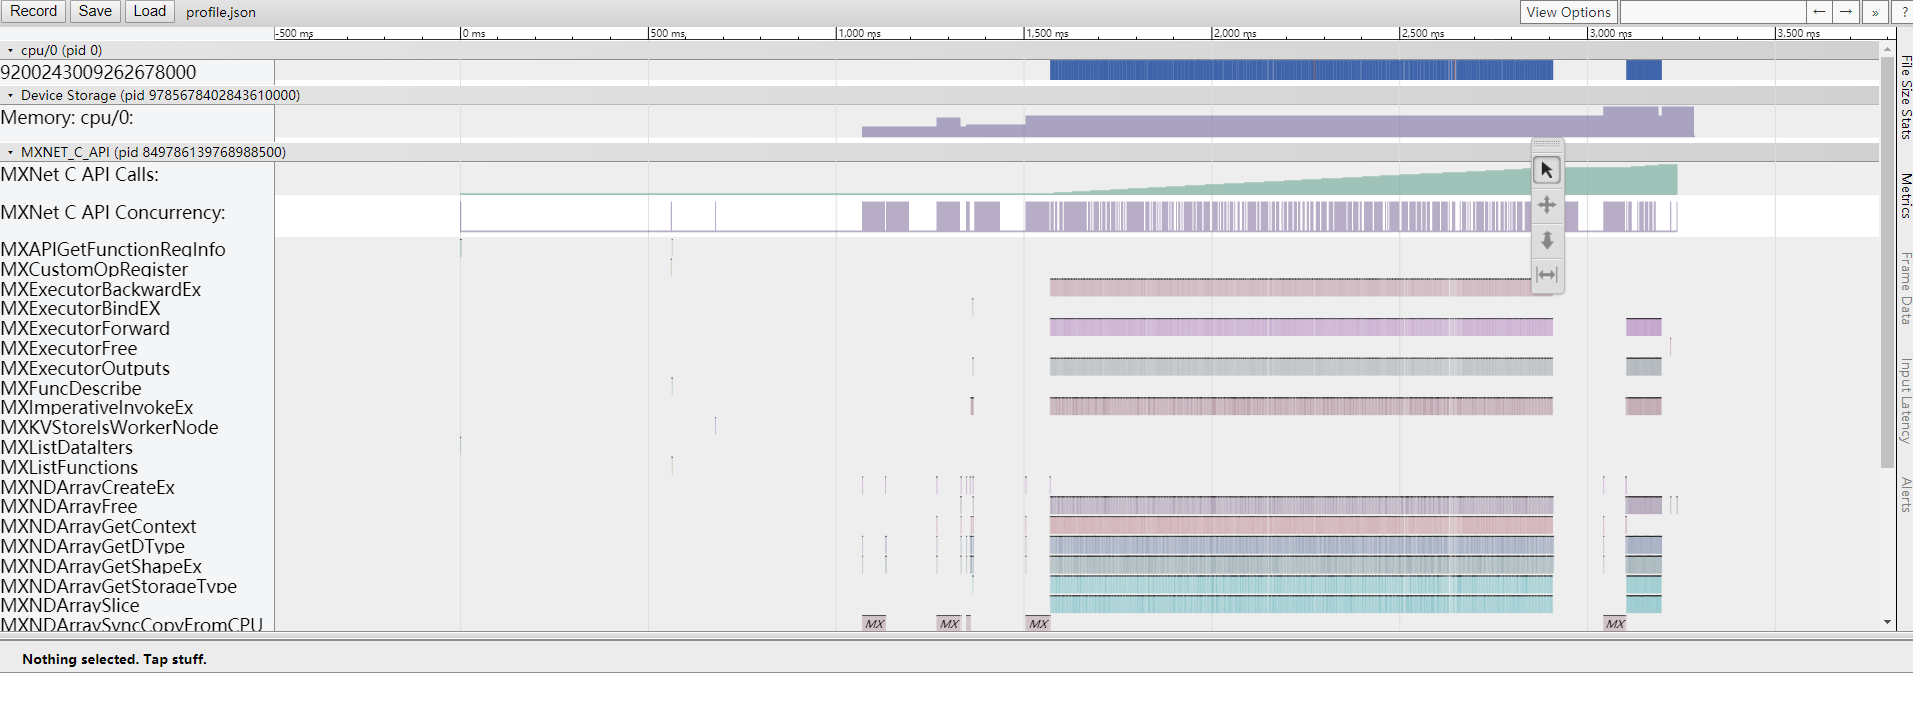 Record Save Load profile.json View Options ← → » ?
-500 ms 0 ms 500 ms 1,000 ms 1,500 ms 2,000 ms 2,500 ms 3,000 ms 3,500 ms
cpu/0 (pid 0)
9200243009262678000
Device Storage (pid 9785678402843610000)
Memory: cpu/0:
MXNET_C_API (pid 849786139768988500)
MXNet C API Calls:
MXNet C API Concurrency:
MXAPIGetFunctionRegInfo
MXCustomOpRegister
MXExecutorBackwardEx
MXExecutorBindEX
MXExecutorForward
MXExecutorFree
MXExecutorOutputs
MXFuncDescribe
MXImperativeInvokeEx
MXKVStoreIsWorkerNode
MXListDataIters
MXListFunctions
MXNDArrayCreateEx
MXNDArrayFree
MXNDArrayGetContext
MXNDArrayGetDType
MXNDArrayGetShapeEx
MXNDArrayGetStorageType
MXNDArraySlice
MXNDArraySyncCopyFromCPU MX MX MX MX
File Size Stats
Metrics
Frame Data
Input Latency
Alerts
Nothing selected. Tap stuff.